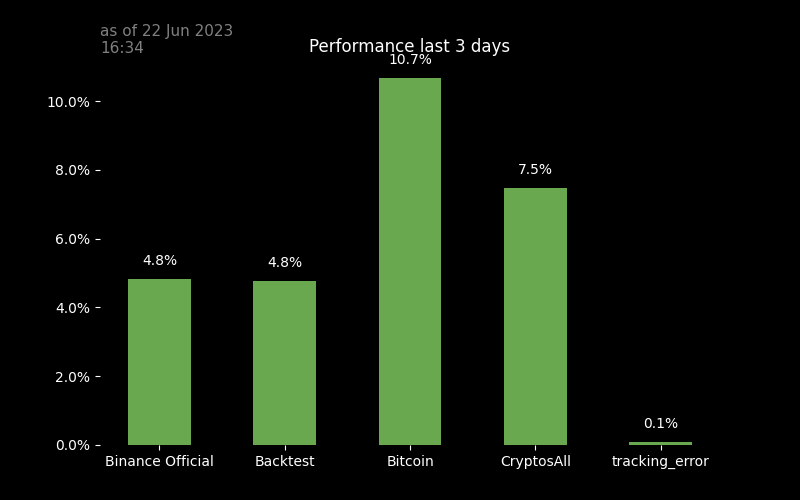 as of 22 Jun 2023
16:34
Performance last 3 days
10.7%
10.0%
8.0%
7.5%
6.0%
4.8%
4.8%
4.0%
2.0%
0.1%
0.0%
Binance Official
Backtest
Bitcoin
CryptosAll
tracking_error